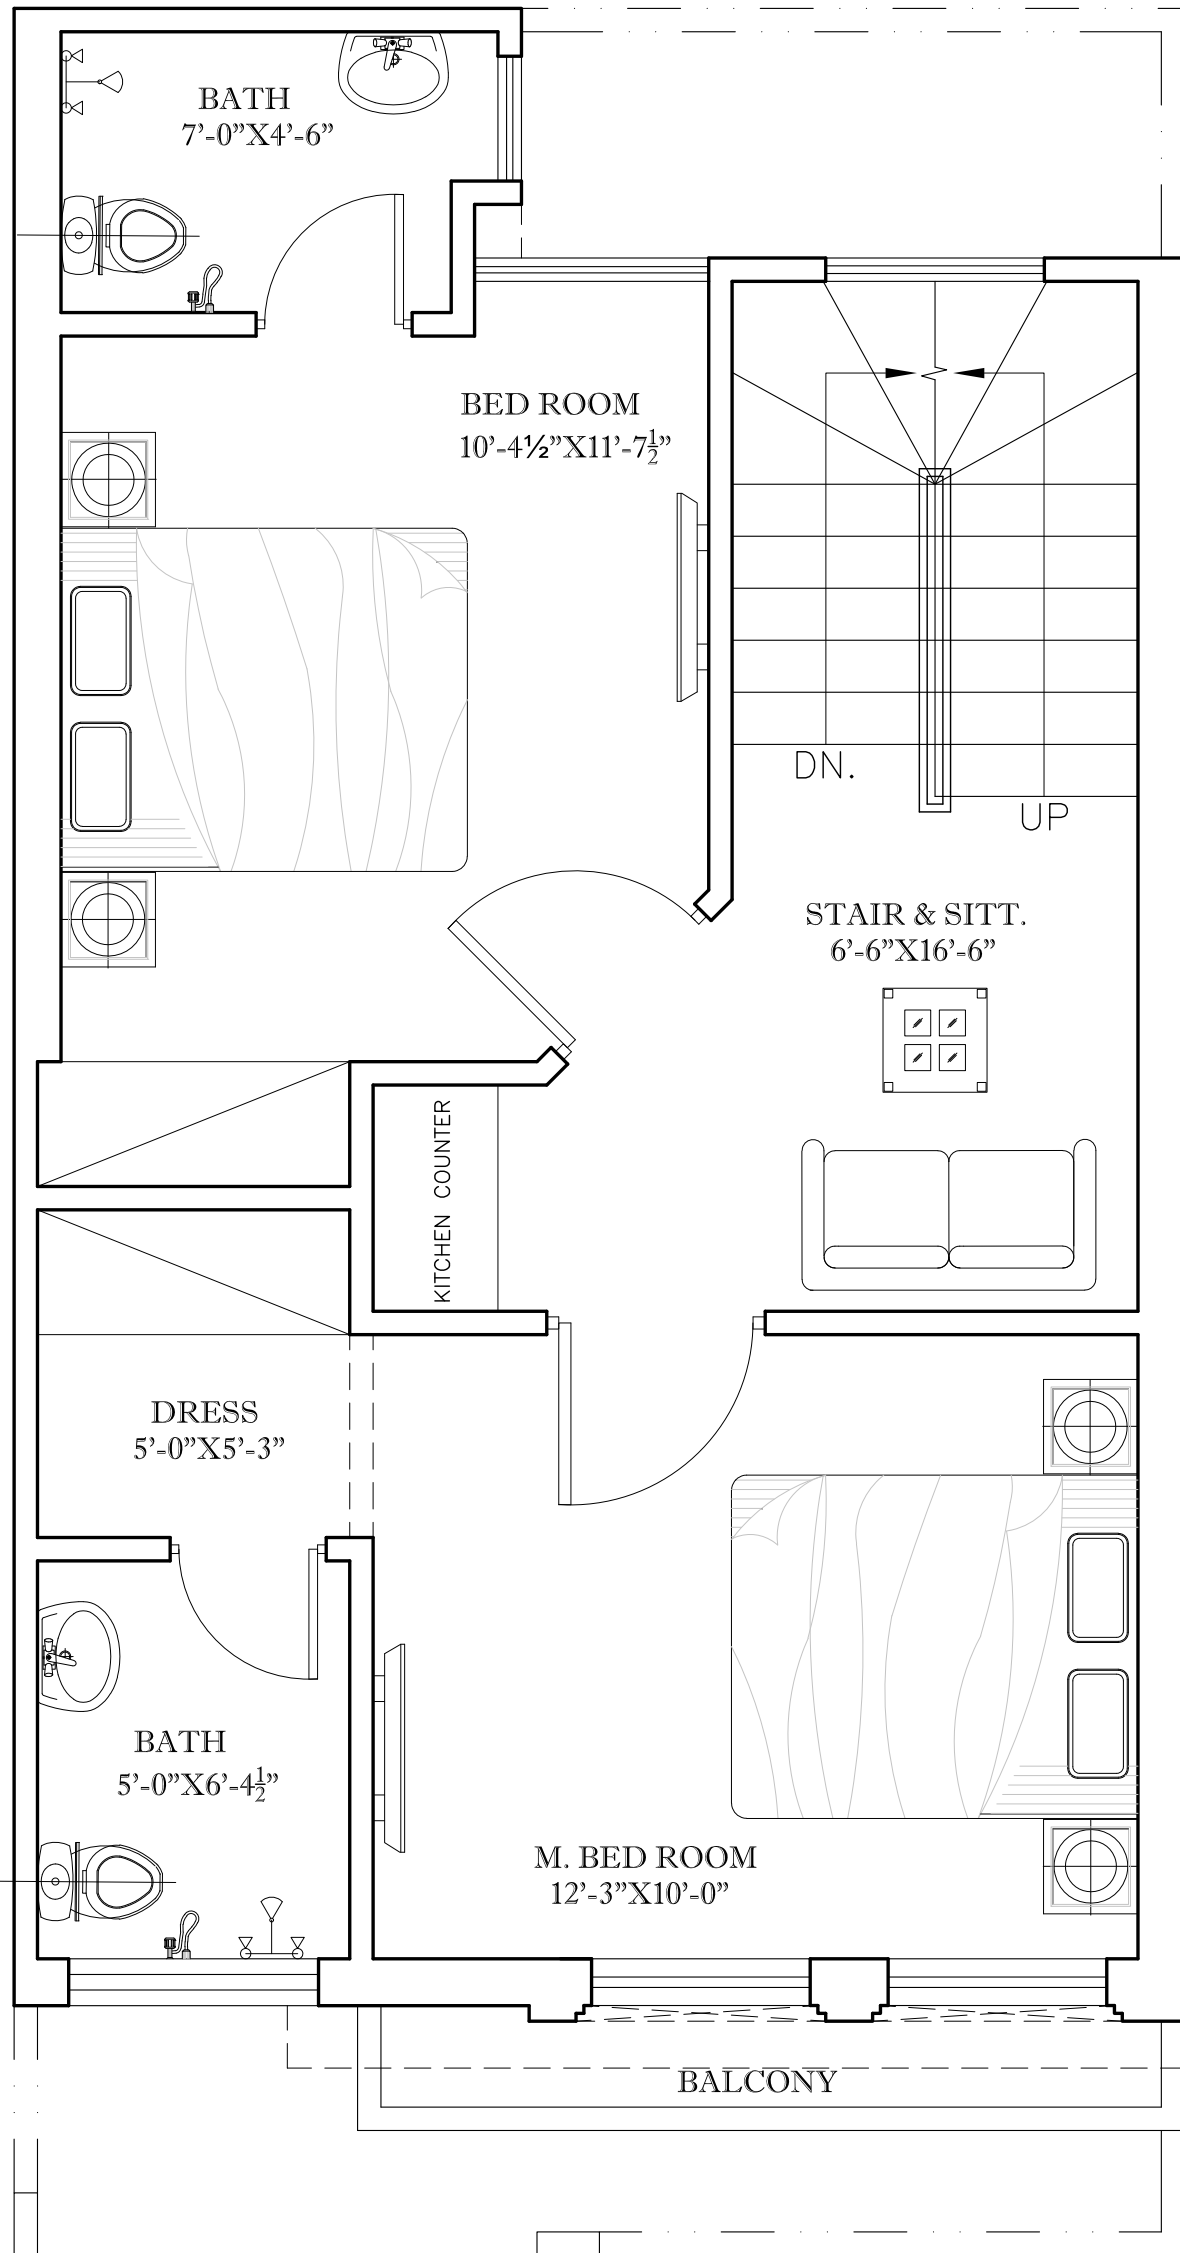 BATH
7’-0”X4’-6”
BED ROOM
10’-4½”X11’-7½”
DN.
UP
STAIR & SITT.
6’-6”X16’-6”
KITCHEN COUNTER
DRESS
5’-0”X5’-3”
BATH
5’-0”X6’-4½”
M. BED ROOM
12’-3”X10’-0”
BALCONY